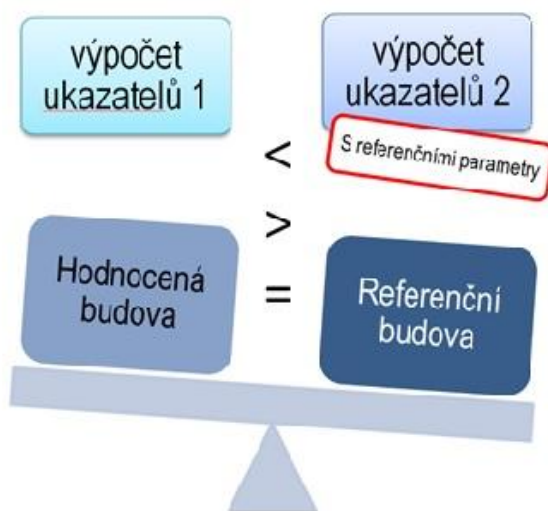 výpočet
ukazatelů 1
výpočet
ukazatelů 2
S referenčními parametry
<
>
=
Hodnocená
budova
Referenční
budova